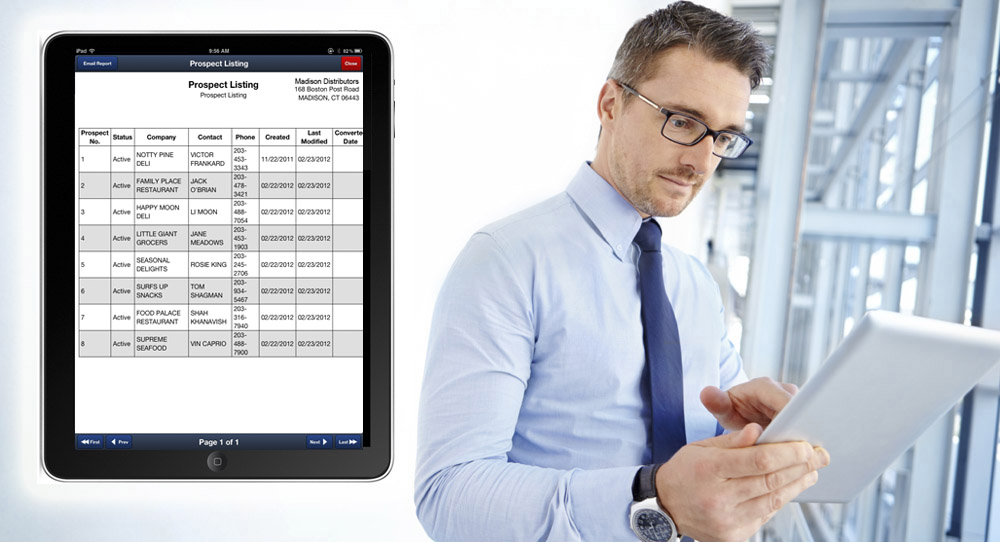 iPad 9:56 AM 82%
Email Report Prospect Listing Close
Prospect Listing
Prospect Listing
Madison Distributors
168 Boston Post Road
MADISON, CT 06443
Prospect No. Status Company Contact Phone Created Last Modified Converte Date
1 Active NOTTY PINE DELI VICTOR FRANKARD 203-453-3343 11/22/2011 02/23/2012
2 Active FAMILY PLACE RESTAURANT JACK O'BRIAN 203-478-3421 02/22/2012 02/23/2012
3 Active HAPPY MOON DELI LI MOON 203-488-7054 02/22/2012 02/23/2012
4 Active LITTLE GIANT GROCERS JANE MEADOWS 203-453-1903 02/22/2012 02/23/2012
5 Active SEASONAL DELIGHTS ROSIE KING 203-245-2706 02/22/2012 02/23/2012
6 Active SURFS UP SNACKS TOM SHAGMAN 203-934-5467 02/22/2012 02/23/2012
7 Active FOOD PALACE RESTAURANT SHAH KHANAVISH 203-316-7940 02/22/2012 02/23/2012
8 Active SUPREME SEAFOOD VIN CAPRIO 203-488-7900 02/22/2012 02/23/2012
First Prev Page 1 of 1 Next Last